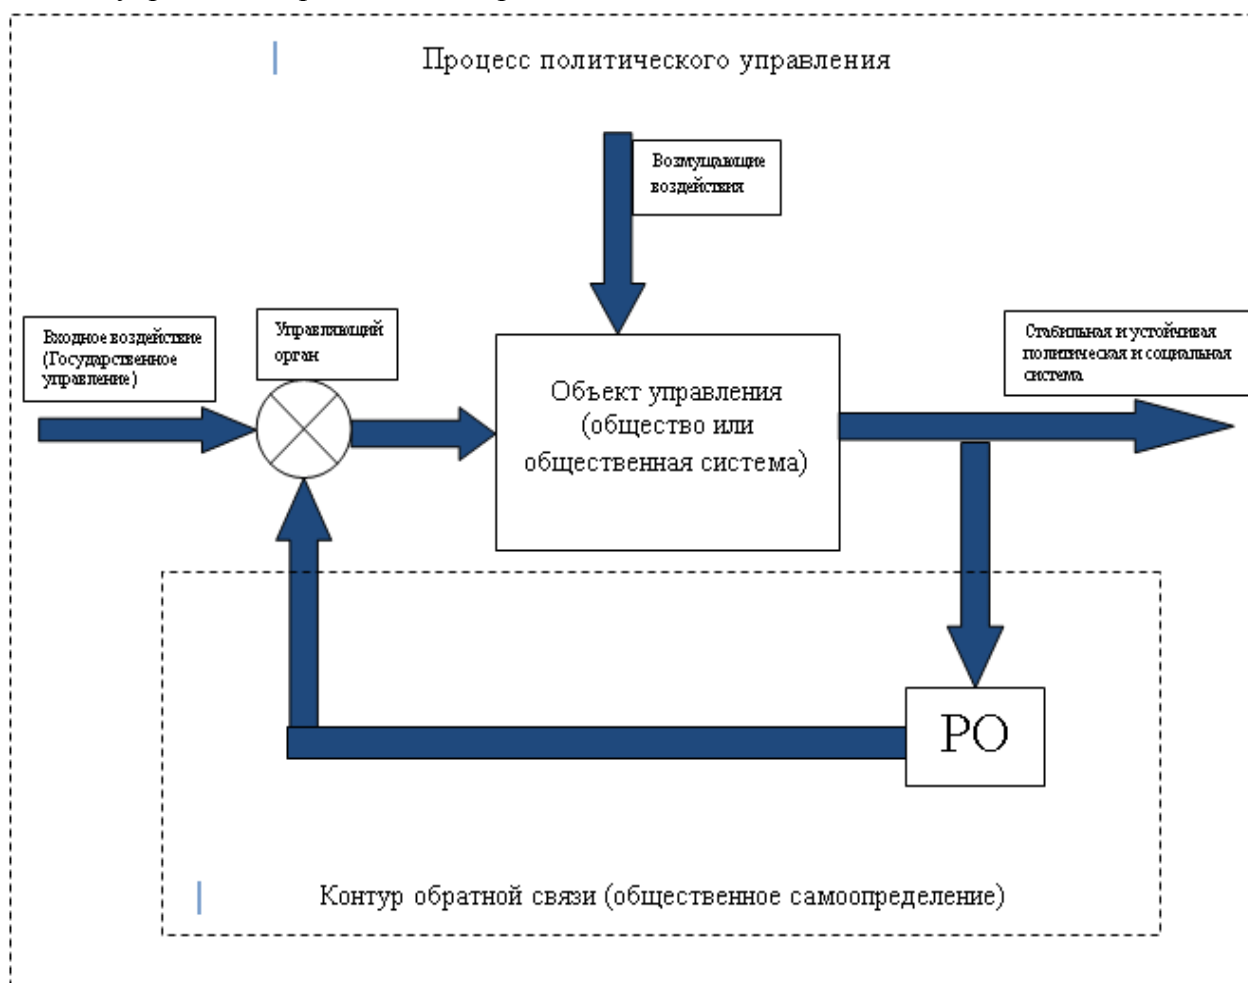 Процесс политического управления
Возмущающие
воздействия
Входное воздействие
(Государственное
управление)
Управляющий
орган
Объект управления
(общество или
общественная система)
Стабильная и устойчивая
политическая и социальная
система
РО
Контур обратной связи (общественное самоопределение)